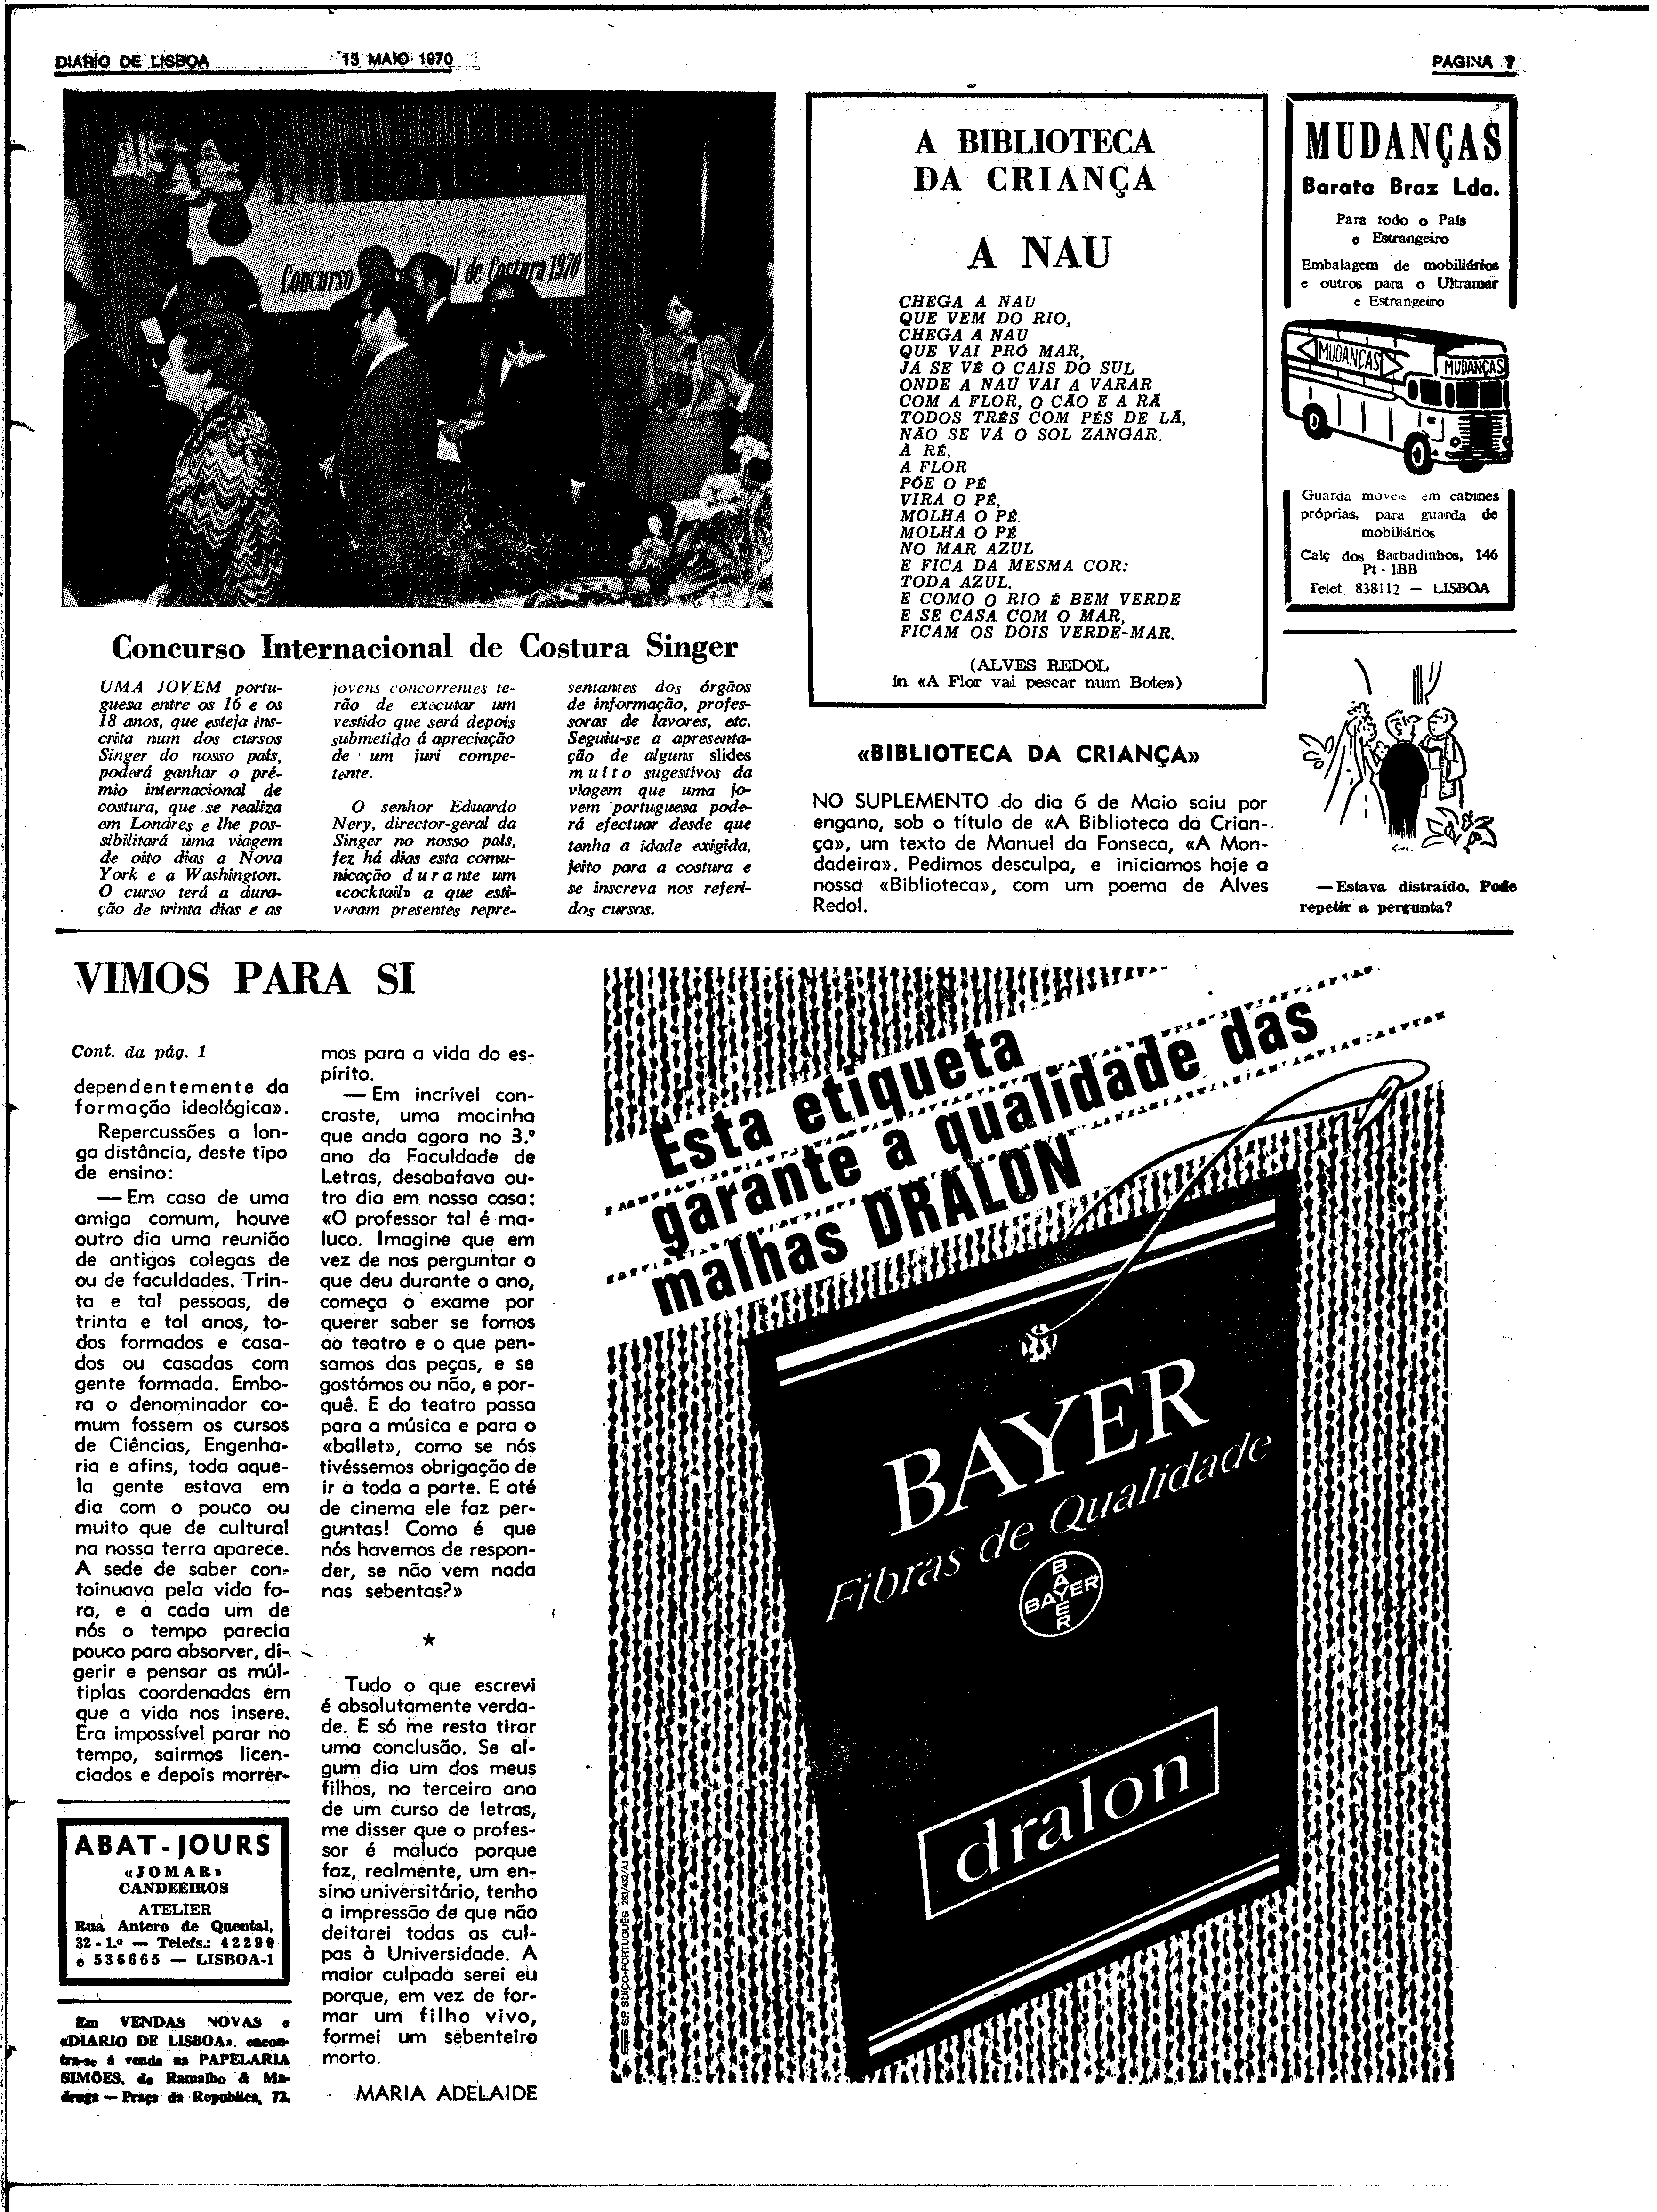 DIARIO DE LISBOA
13 MAIO 1970
PAGINA 7
Concurso
l de Costura 1970
Concurso Internacional de Costura Singer
UMA JOVEM portu-
guesa entre os 16 e os
18 anos, que esteja ins-
crita num dos cursos
Singer do nosso país,
poderá ganhar o pré-
mio internacional de
costura, que se realiza
em Londres e lhe pos-
sibilitará uma viagem
de oito dias a Nova
York e a Washington.
O curso terá a dura-
ção de trinta dias e as
jovens concorrentes te-
rão de executar um
vestido que será depois
submetido á apreciação
de um juri compe-
tente.
O senhor Eduardo
Nery, director-geral da
Singer no nosso país,
fez há dias esta comu-
nicação durante um
«cocktail» a que esti-
veram presentes repre-
sentantes dos órgãos
de informação, profes-
soras de lavores, etc.
Seguiu-se a apresenta-
ção de alguns slides
muito sugestivos da
viagem que uma jo-
vem portuguesa pode-
rá efectuar desde que
tenha a idade exigida,
jeito para a costura e
se inscreva nos referi-
dos cursos.
A BIBLIOTECA
DA CRIANÇA
A NAU
CHEGA A NAU
QUE VEM DO RIO,
CHEGA A NAU
QUE VAI PRÓ MAR,
JÁ SE VÊ O CAIS DO SUL
ONDE A NAU VAI A VARAR
COM A FLOR, O CÃO E A RÃ
TODOS TRÊS COM PÉS DE LÃ,
NÃO SE VÁ O SOL ZANGAR.
À RÉ,
A FLOR
PÕE O PÉ
VIRA O PÉ,
MOLHA O PÉ.
MOLHA O PÉ
NO MAR AZUL
E FICA DA MESMA COR:
TODA AZUL.
E COMO O RIO É BEM VERDE
E SE CASA COM O MAR,
FICAM OS DOIS VERDE-MAR.
(ALVES REDOL
in «A Flor vai pescar num Bote»)
«BIBLIOTECA DA CRIANÇA»
NO SUPLEMENTO do dia 6 de Maio saiu por
engano, sob o título de «A Biblioteca da Crian-
ça», um texto de Manuel da Fonseca, «A Mon-
dadeira». Pedimos desculpa, e iniciamos hoje a
nossa «Biblioteca», com um poema de Alves
Redol.
MUDANÇAS
Barata Braz Lda.
Para todo o País
e Estrangeiro
Embalagem de mobiliários
e outros para o Ultramar
e Estrangeiro
MUDANÇAS
MUDANÇAS
Guarda moveis em cabines
próprias, para guarda de
mobiliários
Calç dos Barbadinhos, 146
Pt - 1BB
Telef. 838112 — LISBOA
—Estava distraído. Pode
repetir a pergunta?
VIMOS PARA SI
Cont. da pág. 1
dependentemente da
formação ideológica».
Repercussões a lon-
ga distância, deste tipo
de ensino:
—Em casa de uma
amiga comum, houve
outro dia uma reunião
de antigos colegas de
ou de faculdades. Trin-
ta e tal pessoas, de
trinta e tal anos, to-
dos formados e casa-
dos ou casadas com
gente formada. Embo-
ra o denominador co-
mum fossem os cursos
de Ciências, Engenha-
ria e afins, toda aque-
la gente estava em
dia com o pouco ou
muito que de cultural
na nossa terra aparece.
A sede de saber con-
toinuava pela vida fo-
ra, e a cada um de
nós o tempo parecia
pouco para absorver, di-
gerir e pensar as múl-
tiplas coordenadas em
que a vida nos insere.
Era impossível parar no
tempo, sairmos licen-
ciados e depois morrer-
mos para a vida do es-
pírito.
—Em incrível con-
craste, uma mocinha
que anda agora no 3.º
ano da Faculdade de
Letras, desabafava ou-
tro dia em nossa casa:
«O professor tal é ma-
luco. Imagine que em
vez de nos perguntar o
que deu durante o ano,
começa o exame por
querer saber se fomos
ao teatro e o que pen-
samos das peças, e se
gostámos ou não, e por-
quê. E do teatro passa
para a música e para o
«ballet», como se nós
tivéssemos obrigação de
ir a toda a parte. E até
de cinema ele faz per-
guntas! Como é que
nós havemos de respon-
der, se não vem nada
nas sebentas?»
★
Tudo o que escrevi
é absolutamente verda-
de. E só me resta tirar
uma conclusão. Se al-
gum dia um dos meus
filhos, no terceiro ano
de um curso de letras,
me disser que o profes-
sor é maluco porque
faz, realmente, um en-
sino universitário, tenho
a impressão de que não
deitarei todas as cul-
pas à Universidade. A
maior culpada serei eu
porque, em vez de for-
mar um filho vivo,
formei um sebenteiro
morto.
MARIA ADELAIDE
ABAT-JOURS
«JOMAR»
CANDEEIROS
ATELIER
Rua Antero de Quental,
32-1.º — Telefs.: 42290
e 536665 — LISBOA-1
Em VENDAS NOVAS o
«DIARIO DE LISBOA». encon-
tra-se á venda na PAPELARIA
SIMÕES, de Ramalho & Ma-
druga — Praça da Republica, 72.
Esta etiqueta
garante a qualidade das
malhas DRALON
BAYER
Fibras de Qualidade
BAYER
BAYER
dralon
S.P. SUIÇO-PORTUGUÊS 283/432/AJ